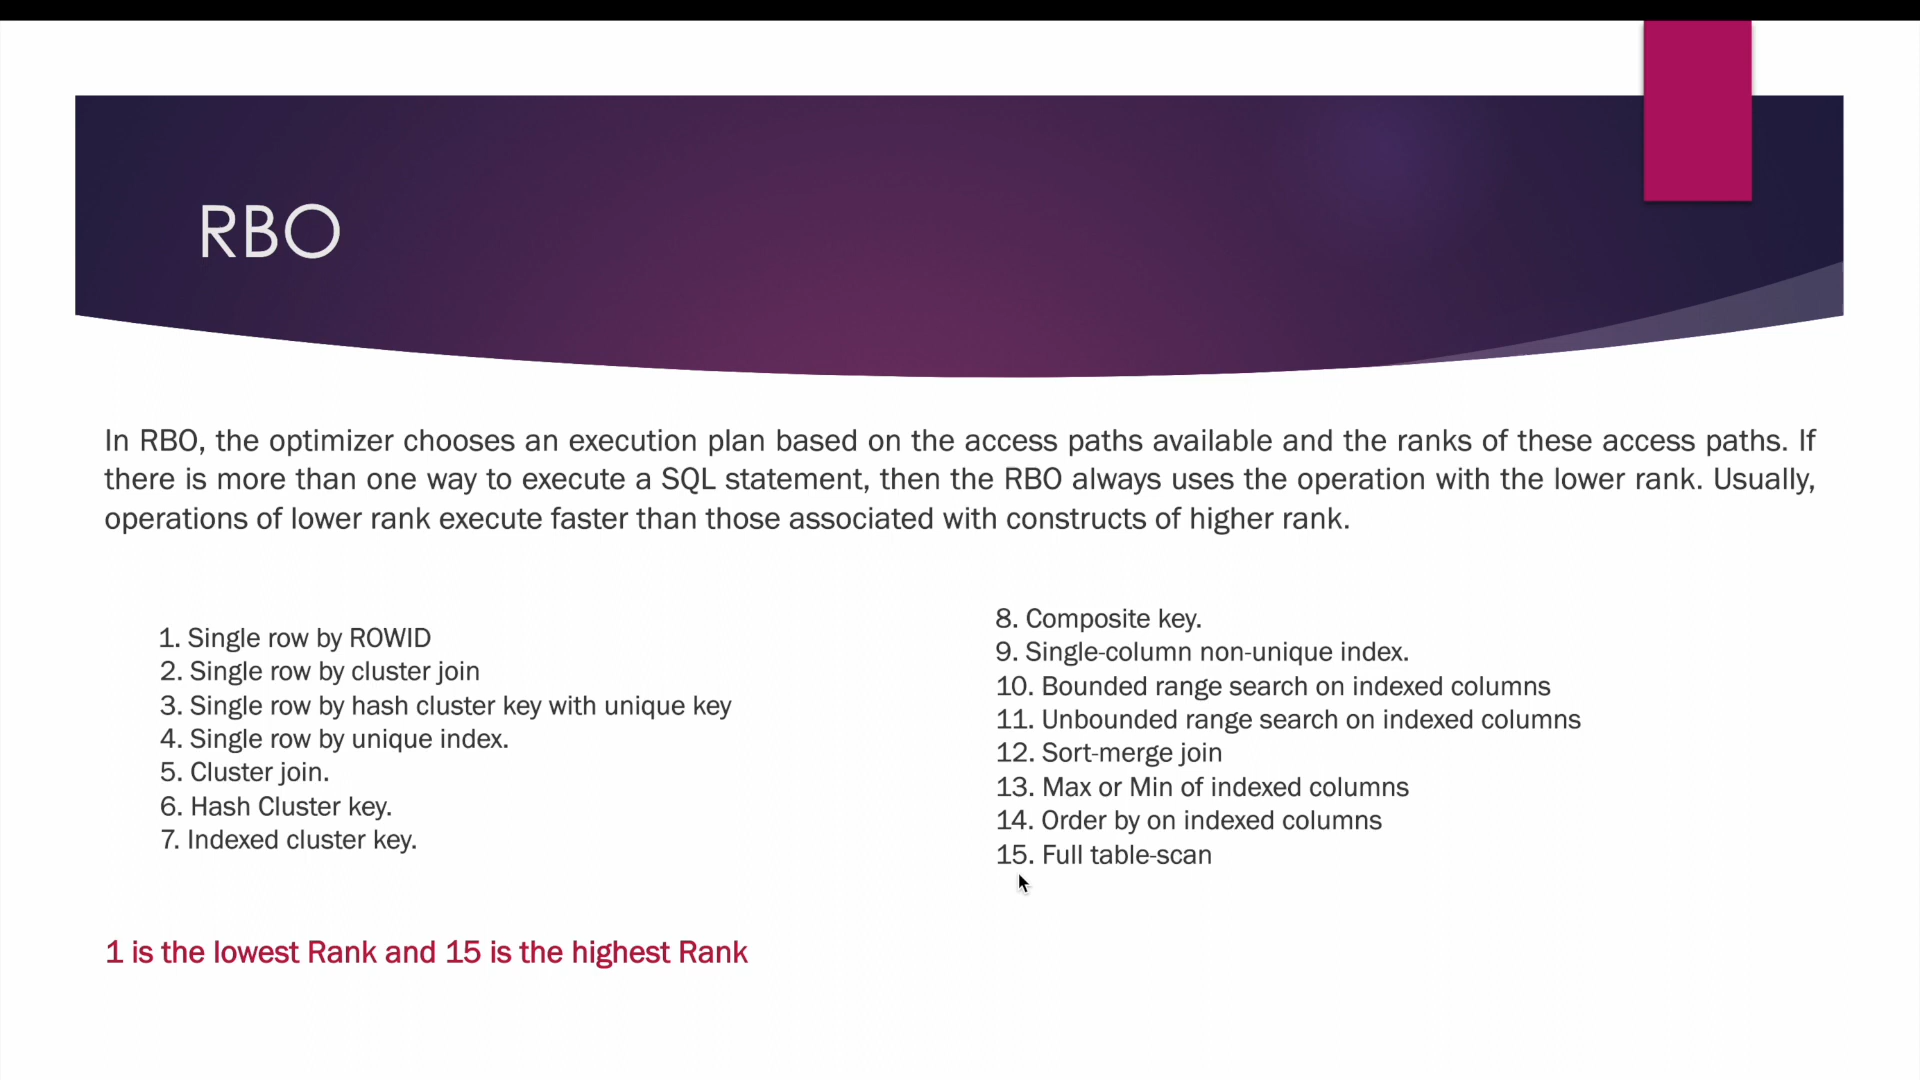 RBO
In RBO, the optimizer chooses an execution plan based on the access paths available and the ranks of these access paths. If
there is more than one way to execute a SQL statement, then the RBO always uses the operation with the lower rank. Usually,
operations of lower rank execute faster than those associated with constructs of higher rank.
1. Single row by ROWID
2. Single row by cluster join
3. Single row by hash cluster key with unique key
4. Single row by unique index.
5. Cluster join.
6. Hash Cluster key.
7. Indexed cluster key.
8. Composite key.
9. Single-column non-unique index.
10. Bounded range search on indexed columns
11. Unbounded range search on indexed columns
12. Sort-merge join
13. Max or Min of indexed columns
14. Order by on indexed columns
15. Full table-scan
1 is the lowest Rank and 15 is the highest Rank